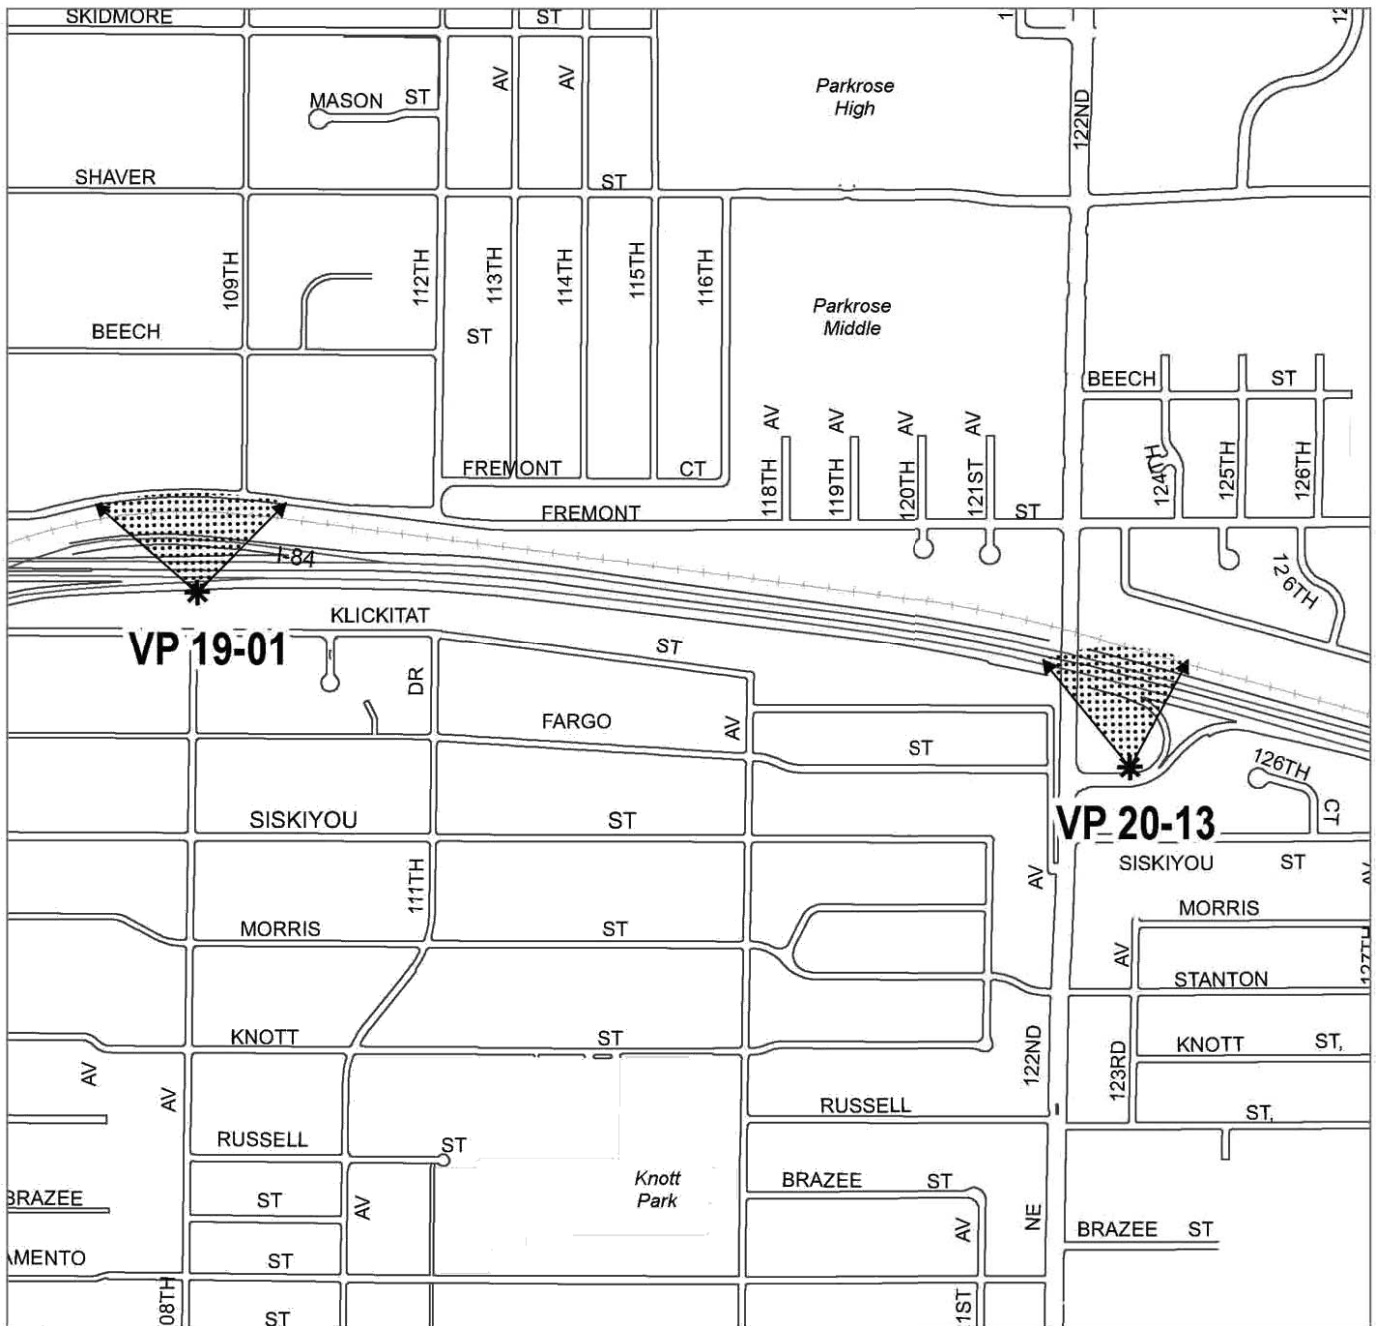 SKIDMORE ST
MASON ST
AV
AV
Parkrose
High
122ND
SHAVER ST
109TH
112TH
113TH
114TH
115TH
116TH
Parkrose
Middle
BEECH ST
BEECH ST
AV
AV
AV
AV
118TH
119TH
120TH
121ST
124TH
125TH
126TH
FREMONT CT
FREMONT ST
I-84
126TH
KLICKITAT
ST
VP 19-01
DR
FARGO
AV
ST
126TH
CT
VP 20-13
SISKIYOU ST
SISKIYOU ST
111TH
AV
AV
MORRIS ST
MORRIS
AV
127TH
STANTON
KNOTT ST
KNOTT ST,
AV
AV
122ND
123RD
RUSSELL
ST,
RUSSELL ST
Knott
Park
BRAZEE ST
BRAZEE ST
AV
AV
NE
BRAZEE ST
AMENTO ST
08TH
ST
1ST